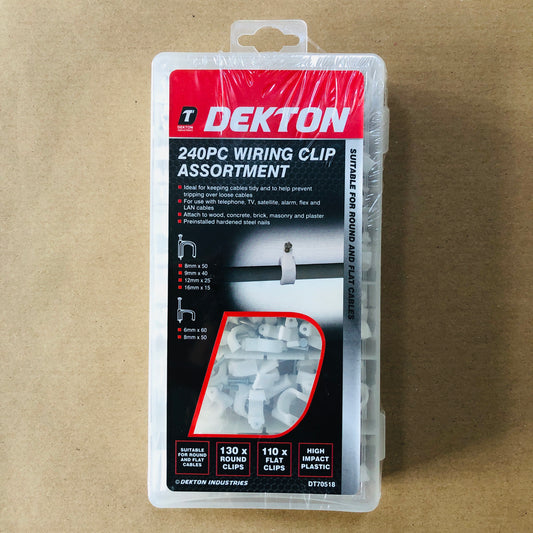 DEKTON
DEKTON
INDUSTRIES
240PC WIRING CLIP
ASSORTMENT
Ideal for keeping cables tidy and to help prevent
tripping over loose cables
For use with telephone, TV, satellite, alarm, flex and
LAN cables
Attach to wood, concrete, brick, masonry and plaster
Preinstalled hardened steel nails
SUITABLE FOR ROUND AND FLAT CABLES
8mm x 50
9mm x 40
12mm x 25
16mm x 15
6mm x 60
8mm x 50
SUITABLE
FOR ROUND
AND FLAT
CABLES
130 x
ROUND
CLIPS
110 x
FLAT
CLIPS
HIGH
IMPACT
PLASTIC
© DEKTON INDUSTRIES
DT70518